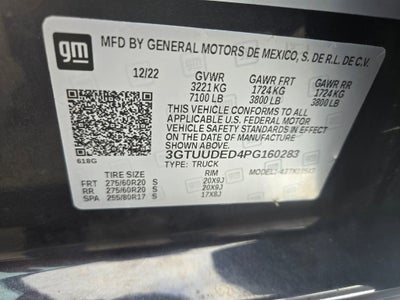 gm
MFD BY GENERAL MOTORS DE MEXICO, S. DE R.L. DE C.V.
12/22 GVWR GAWR FRT GAWR RR
3221 KG 1724 KG 1724 KG
7100 LB 3800 LB 3800 LB
THIS VEHICLE CONFORMS TO ALL
APPLICABLE U.S. FEDERAL MOTOR
VEHICLE SAFETY STANDARDS IN EFFECT
ON THE DATE OF MANUFACTURE
SHOWN ABOVE.
618G
3GTUUDED4PG160283
TYPE: TRUCK
TIRE SIZE RIM MODEL:
FRT 275/60R20 S 20X9J
RR 275/60R20 S 20X9J
SPA 255/80R17 S 17X8J